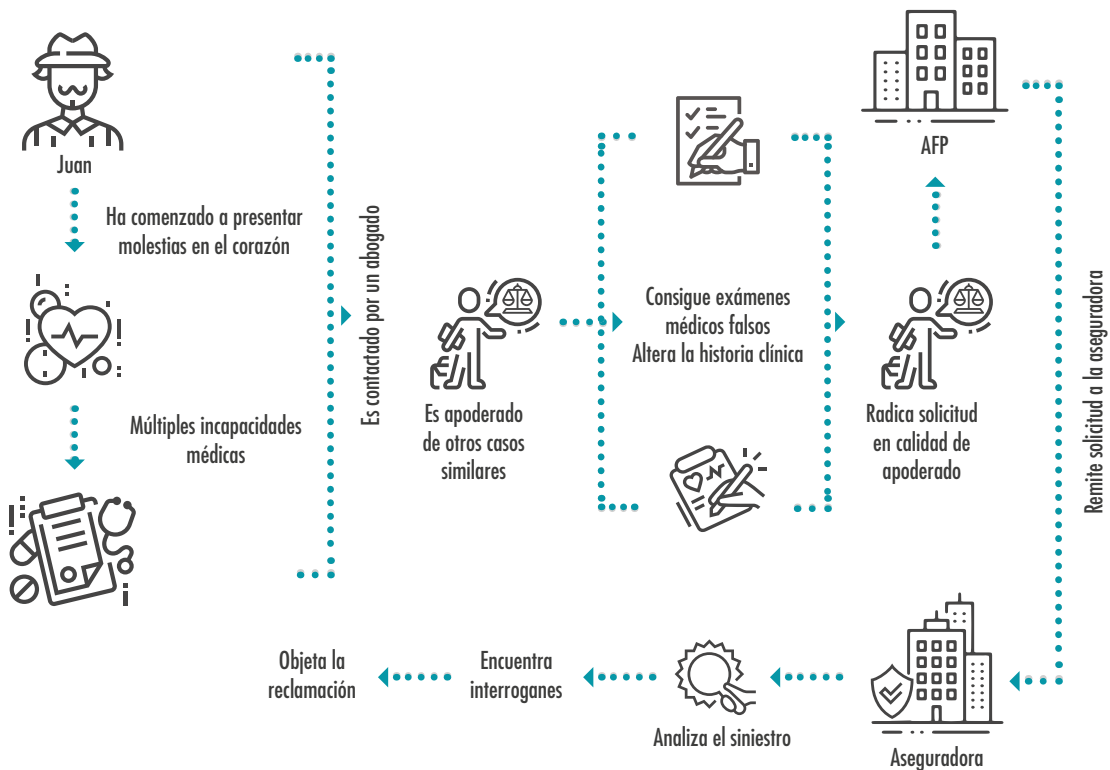 Juan
Ha comenzado a presentar
molestias en el corazón
Múltiples incapacidades
médicas
Es contactado por un abogado
Es apoderado
de otros casos
similares
Consigue exámenes
médicos falsos
Altera la historia clínica
Radica solicitud
en calidad de
apoderado
AFP
Remite solicitud a la aseguradora
Aseguradora
Analiza el siniestro
Encuentra
interroganes
Objeta la
reclamación